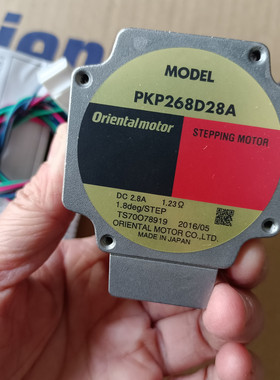 MODEL
PKP268D28A
Orientalmotor
STEPPING MOTOR
DC 2.8A 1.23Ω
1.8deg/STEP
TS70O78919 2016/05
ORIENTAL MOTOR CO.,LTD.
MADE IN JAPAN